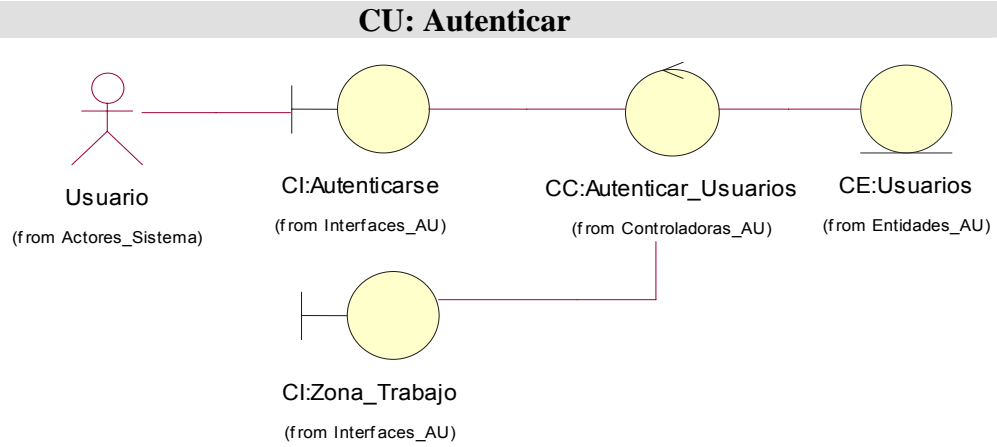 CU: Autenticar
Usuario
(from Actores_Sistema)
CI:Autenticarse
(from Interfaces_AU)
CC:Autenticar_Usuarios
(from Controladoras_AU)
CE:Usuarios
(from Entidades_AU)
CI:Zona_Trabajo
(from Interfaces_AU)